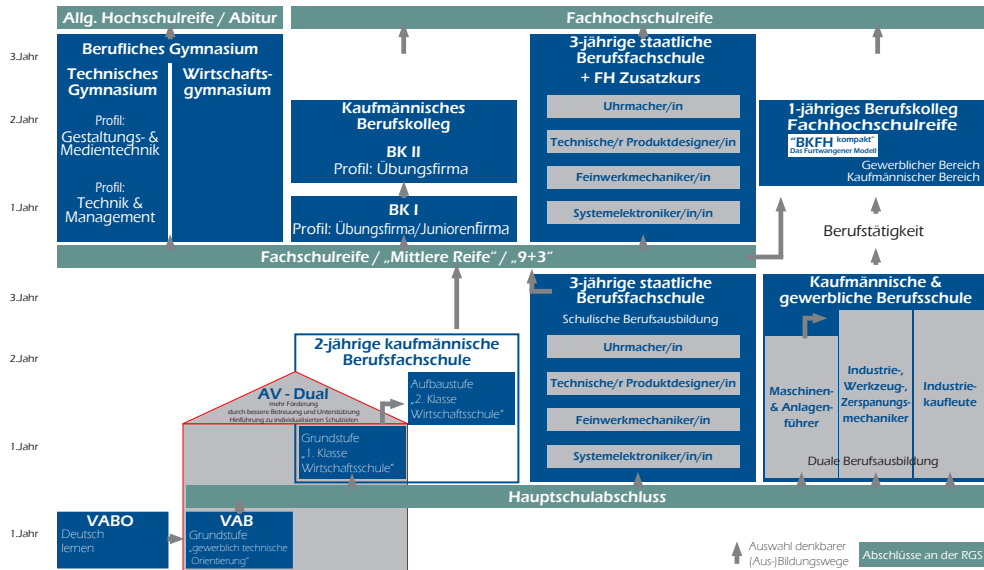 Allg. Hochschulreife / Abitur
Fachhochschulreife
3.Jahr
2.Jahr
1.Jahr
Berufliches Gymnasium
Technisches
Gymnasium
Profil:
Gestaltungs- &
Medientechnik
Profil:
Technik &
Management
Wirtschafts-
gymnasium
Kaufmännisches
Berufskolleg
BK II
Profil: Übungsfirma
BK I
Profil: Übungsfirma/Juniorenfirma
3-jährige staatliche
Berufsfachschule
+ FH Zusatzkurs
Uhrmacher/in
Technische/r Produktdesigner/in
Feinwerkmechaniker/in
Systemelektroniker/in/in
1-jähriges Berufskolleg
Fachhochschulreife
"BKFH kompakt"
Das Furtwangener Modell
Gewerblicher Bereich
Kaufmännischer Bereich
Berufstätigkeit
Fachschulreife / „Mittlere Reife" / „9+3"
3.Jahr
2.Jahr
1.Jahr
2-jährige kaufmännische
Berufsfachschule
Aufbaustufe
„2. Klasse
Wirtschaftsschule"
AV - Dual
mehr Förderung
durch bessere Betreuung und Unterstützung
Hinführung zu individualisierten Schulzielen
Grundstufe
„1. Klasse
Wirtschaftsschule"
3-jährige staatliche
Berufsfachschule
Schulische Berufsausbildung
Uhrmacher/in
Technische/r Produktdesigner/in
Feinwerkmechaniker/in
Systemelektroniker/in/in
Kaufmännische &
gewerbliche Berufsschule
Maschinen-
& Anlagen-
führer
Industrie-,
Werkzeug-,
Zerspanungs-
mechaniker
Industrie-
kaufleute
Duale Berufsausbildung
Hauptschulabschluss
1.Jahr
VABO
Deutsch
lernen
VAB
Grundstufe
„gewerblich technische
Orientierung"
Auswahl denkbarer
(Aus-)Bildungswege
Abschlüsse an der RGS